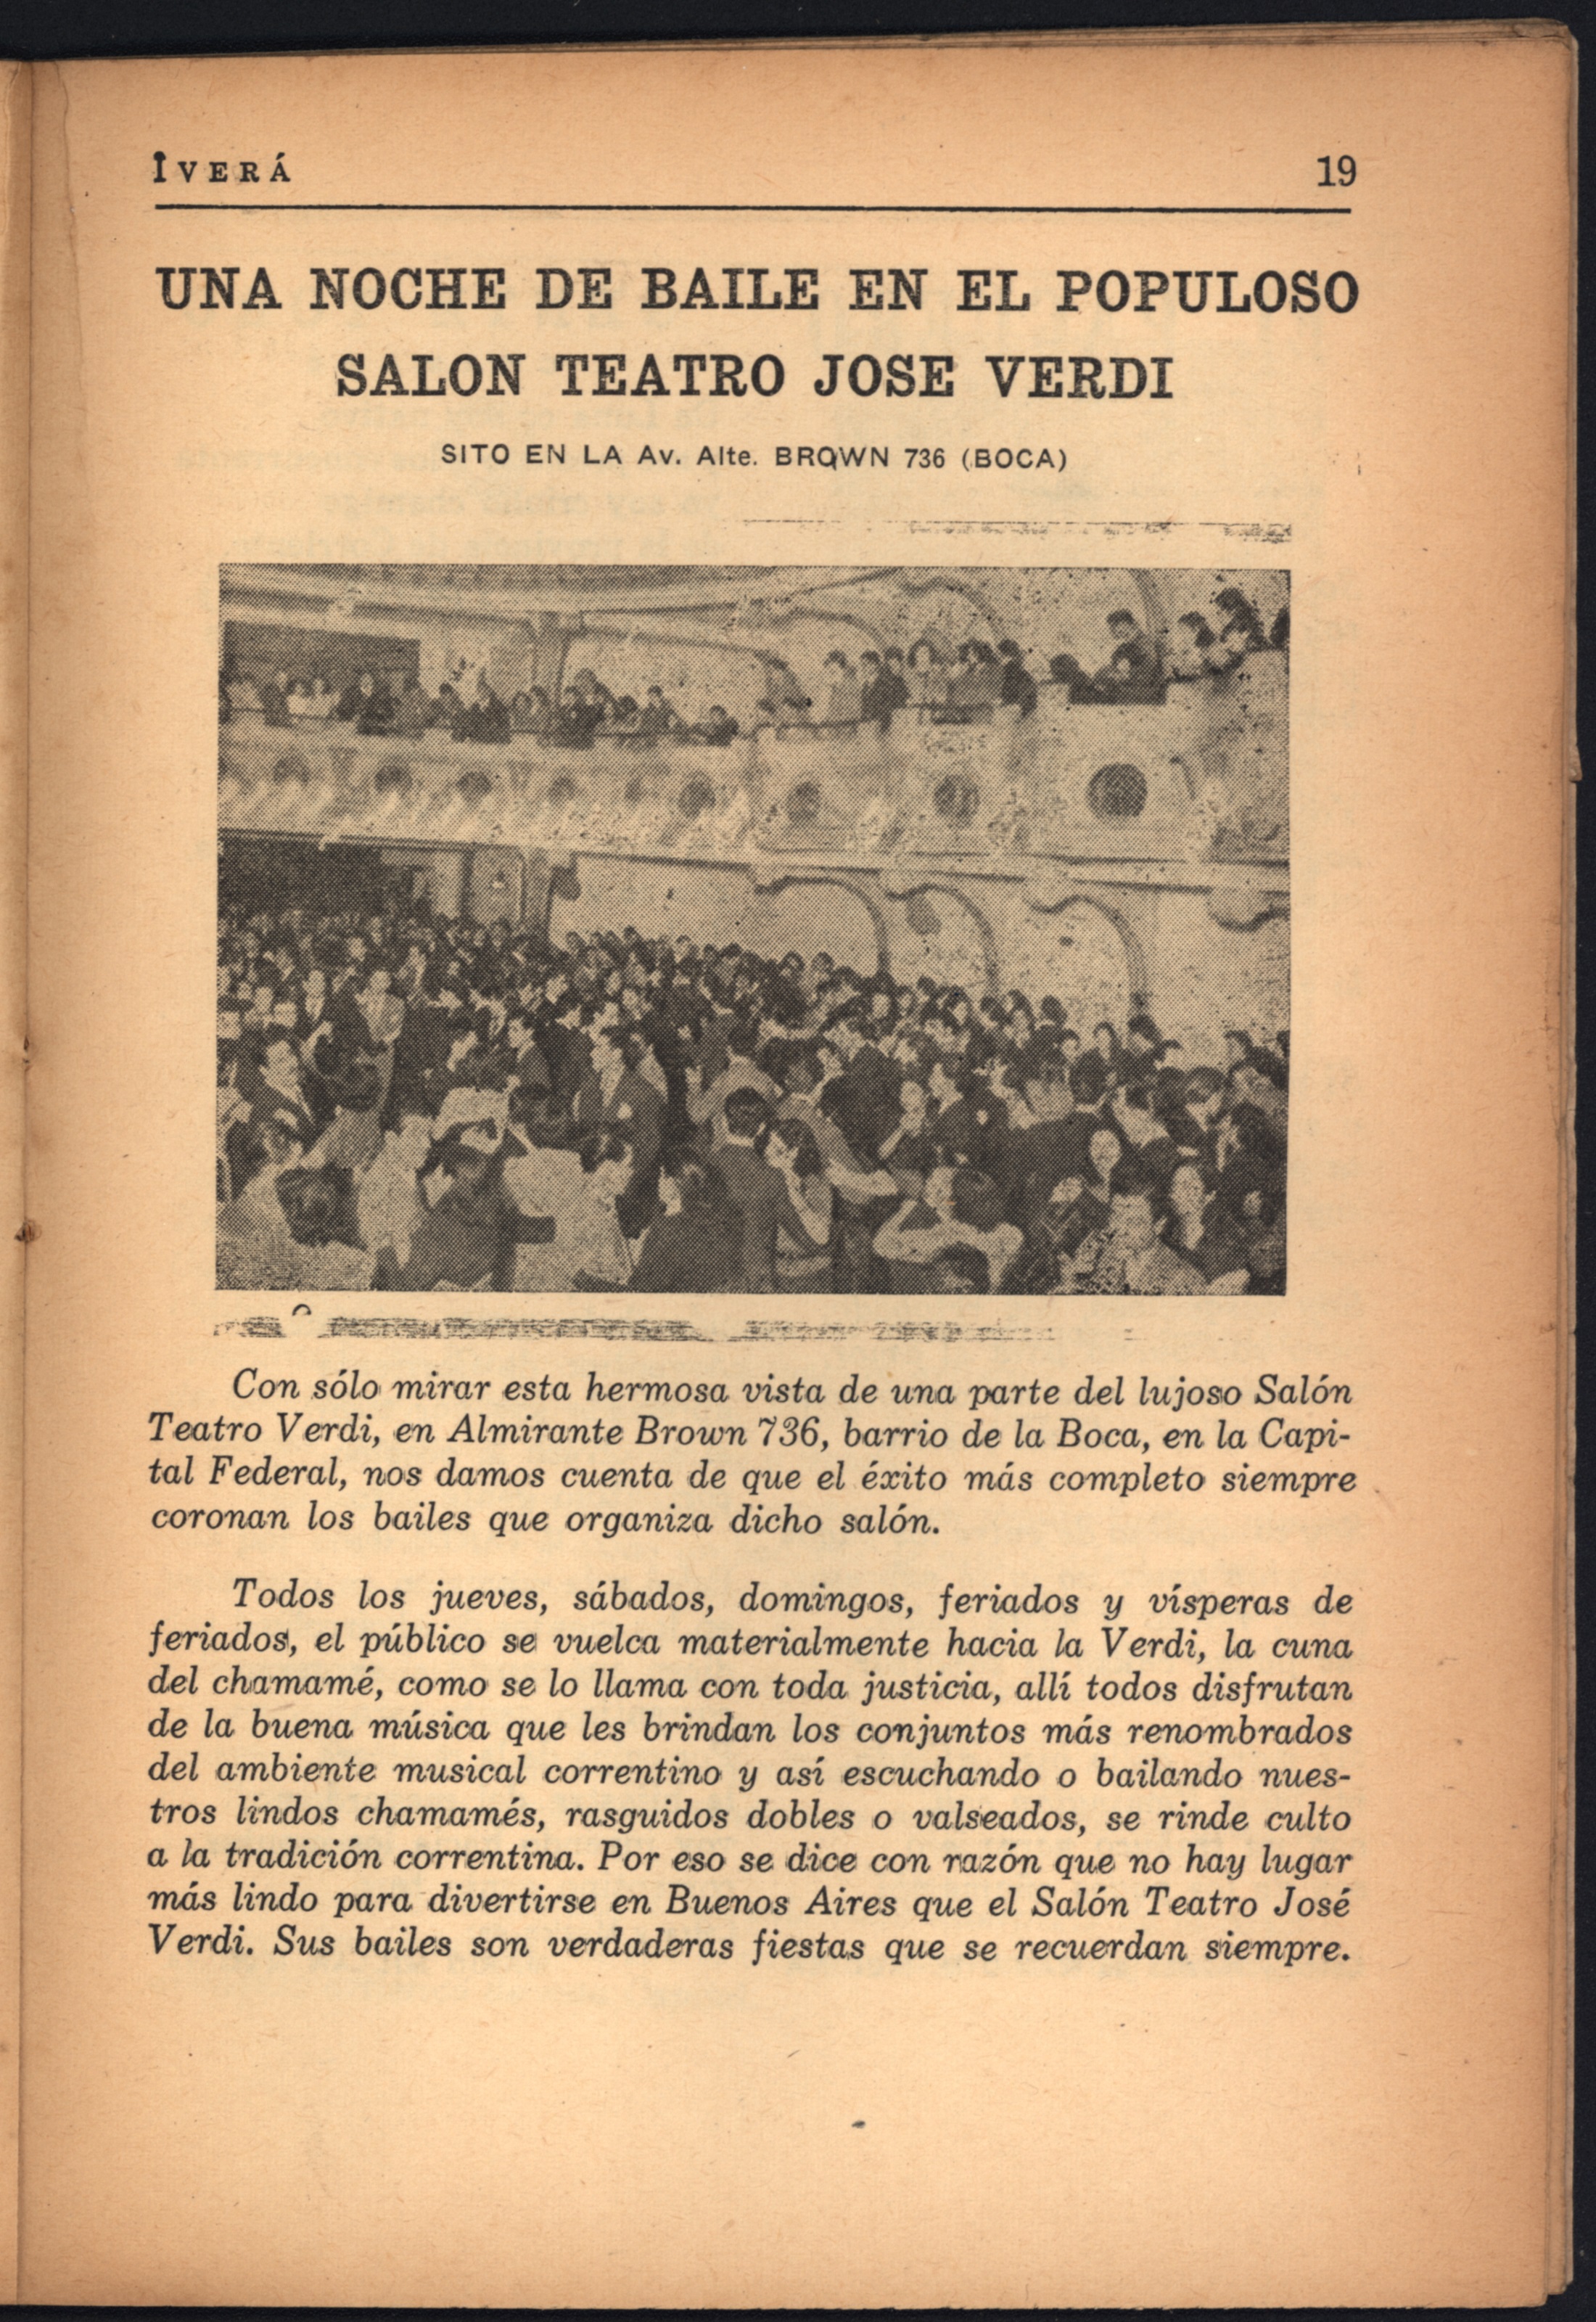 IVERÁ 19
UNA NOCHE DE BAILE EN EL POPULOSO
SALON TEATRO JOSE VERDI
SITO EN LA Av. Alte. BROWN 736 (BOCA)
Con sólo mirar esta hermosa vista de una parte del lujoso Salón
Teatro Verdi, en Almirante Brown 736, barrio de la Boca, en la Capi-
tal Federal, nos damos cuenta de que el éxito más completo siempre
coronan los bailes que organiza dicho salón.
Todos los jueves, sábados, domingos, feriados y vísperas de
feriados, el público se vuelca materialmente hacia la Verdi, la cuna
del chamamé, como se lo llama con toda justicia, allí todos disfrutan
de la buena música que les brindan los conjuntos más renombrados
del ambiente musical correntino y así escuchando o bailando nues-
tros lindos chamamés, rasguidos dobles o valseados, se rinde culto
a la tradición correntina. Por eso se dice con razón que no hay lugar
más lindo para divertirse en Buenos Aires que el Salón Teatro José
Verdi. Sus bailes son verdaderas fiestas que se recuerdan siempre.